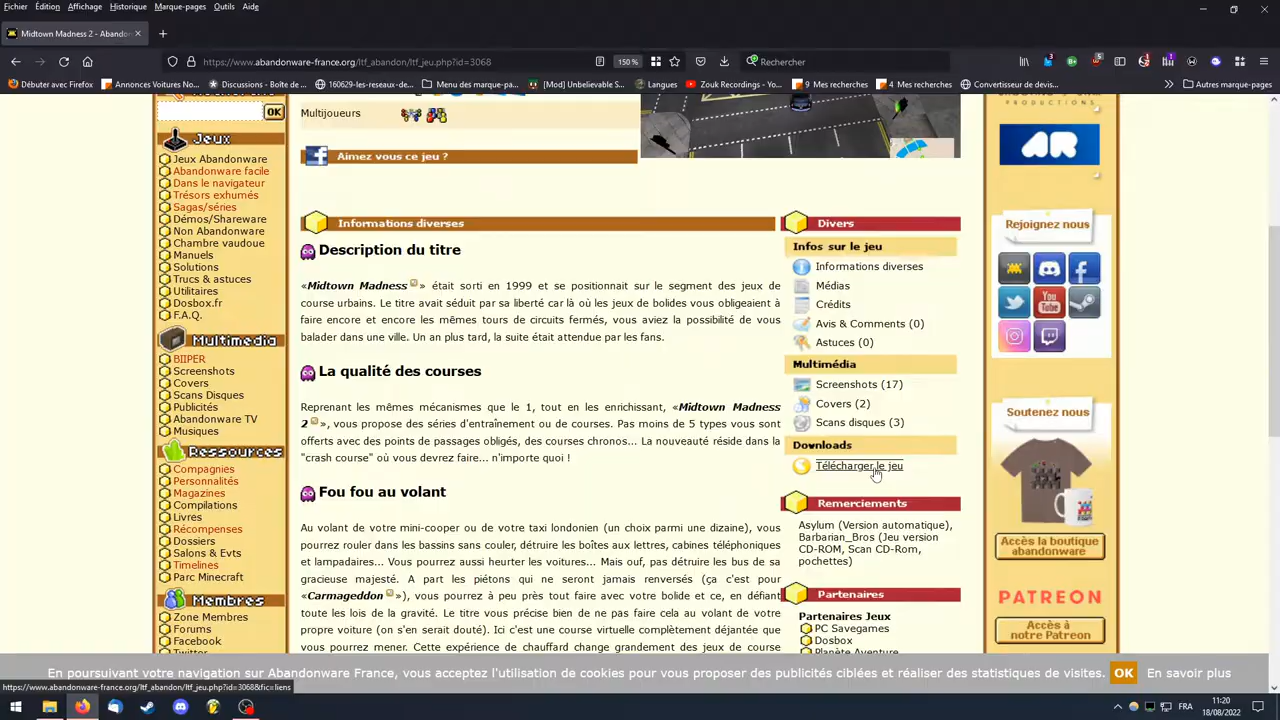 Fichier Édition Affichage Historique Marque-pages Outils Aide
Midtown Madness 2 - Abandonwa
https://www.abandonware-france.org/ltf_abandon/ltf_jeu.php?id=3068
150 %
Rechercher
Débuter avec Firefox
Annonces Voitures No...
Discussions - Boîte de ...
160629-les-reseaux-de...
Menu des marque-pa...
[Mod] Unbelievable S...
Langues
Zouk Recordings - Yo...
9 Mes recherches
4 Mes recherches
Convertisseur de devis...
Autres marque-pages
OK
Jeux
Jeux Abandonware
Abandonware facile
Dans le navigateur
Trésors exhumés
Sagas/séries
Démos/Shareware
Non Abandonware
Chambre vaudoue
Manuels
Solutions
Trucs & astuces
Utilitaires
Dosbox.fr
F.A.Q.
Multimedia
BIIPER
Screenshots
Covers
Scans Disques
Publicités
Abandonware TV
Musiques
Ressources
Compagnies
Personnalités
Magazines
Compilations
Livres
Récompenses
Dossiers
Salons & Evts
Timelines
Parc Minecraft
Membres
Zone Membres
Forums
Facebook
Twitter
Multijoueurs
Aimez vous ce jeu ?
Informations diverses
Description du titre
«Midtown Madness» était sorti en 1999 et se positionnait sur le segment des jeux de
course urbains. Le titre avait séduit par sa liberté car là où les jeux de bolides vous obligeaient à
faire encore et encore les mêmes tours de circuits fermés, vous aviez la possibilité de vous
balader dans une ville. Un an plus tard, la suite était attendue par les fans.
La qualité des courses
Reprenant les mêmes mécanismes que le 1, tout en les enrichissant, «Midtown Madness
2», vous propose des séries d'entraînement ou de courses. Pas moins de 5 types vous sont
offerts avec des points de passages obligés, des courses chronos... La nouveauté réside dans la
"crash course" où vous devrez faire... n'importe quoi !
Fou fou au volant
Au volant de votre mini-cooper ou de votre taxi londonien (un choix parmi une dizaine), vous
pourrez rouler dans les bassins sans couler, détruire les boîtes aux lettres, cabines téléphoniques
et lampadaires... Vous pourrez aussi heurter les voitures... Mais ouf, pas détruire les bus de sa
gracieuse majesté. A part les piétons qui ne seront jamais renversés (ça c'est pour
«Carmageddon»), vous pourrez à peu près tout faire avec votre bolide et ce, en défiant
toute les lois de la gravité. Le titre vous précise bien de ne pas faire cela au volant de votre
propre voiture (on s'en serait douté). Ici c'est une course virtuelle complètement déjantée que
vous pourrez mener. Cette expérience de chauffard change grandement des jeux de course
Divers
Infos sur le jeu
Informations diverses
Médias
Crédits
Avis & Comments (0)
Astuces (0)
Multimédia
Screenshots (17)
Covers (2)
Scans disques (3)
Downloads
Télécharger le jeu
Remerciements
Asylum (Version automatique),
Barbarian_Bros (Jeu version
CD-ROM, Scan CD-Rom,
pochettes)
Partenaires
Partenaires Jeux
PC Savegames
Dosbox
Planète Aventure
PRODUCTIONS
AR
Rejoignez nous
Soutenez nous
Accès la boutique
abandonware
PATREON
Accès à
notre Patreon
En poursuivant votre navigation sur Abandonware France, vous acceptez l'utilisation de cookies pour vous proposer des publicités ciblées et réaliser des statistiques de visites. OK En savoir plus
https://www.abandonware-france.org/ltf_abandon/ltf_jeu.php?id=3068&fic=liens
FRA
11:20
18/08/2022